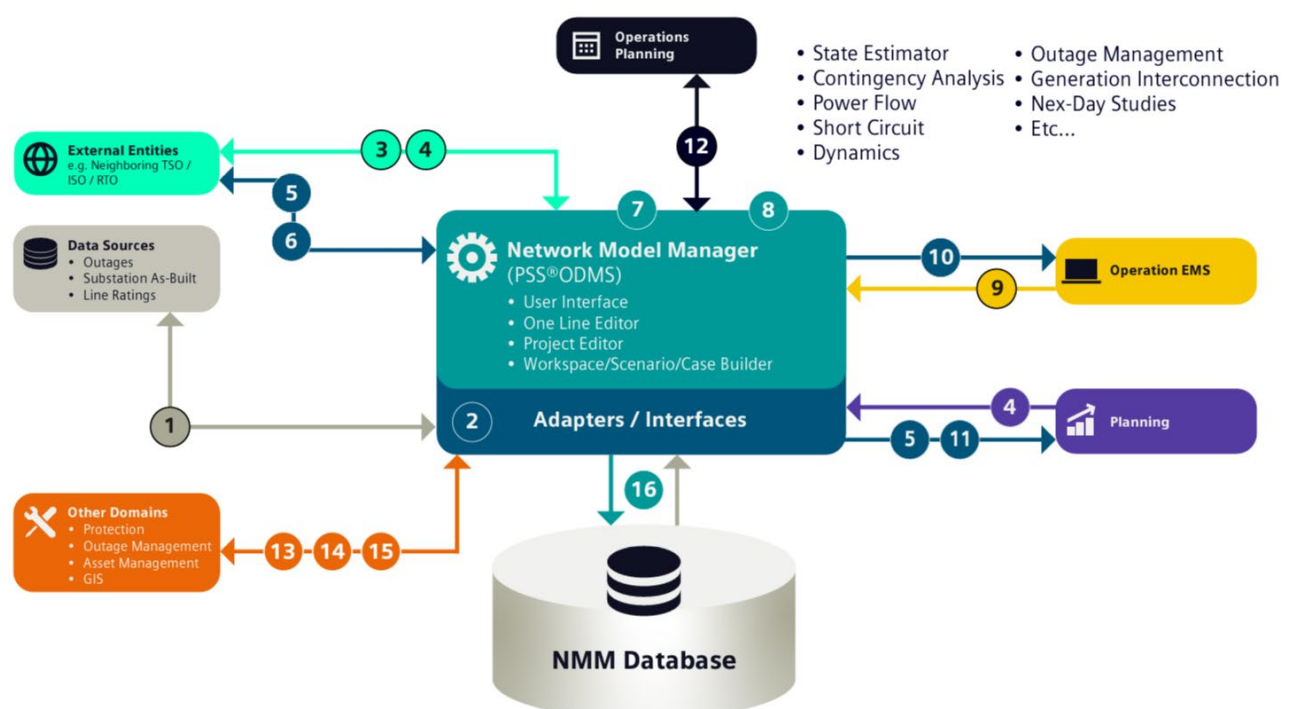 Operations
Planning
• State Estimator
• Contingency Analysis
• Power Flow
• Short Circuit
• Dynamics
• Outage Management
• Generation Interconnection
• Nex-Day Studies
• Etc...
12
External Entities
e.g. Neighboring TSO /
ISO / RTO
3
4
5
6
Data Sources
• Outages
• Substation As-Built
• Line Ratings
1
7
8
Network Model Manager
(PSS®ODMS)
• User Interface
• One Line Editor
• Project Editor
• Workspace/Scenario/Case Builder
2
Adapters / Interfaces
10
9
Operation EMS
4
5
11
Planning
Other Domains
• Protection
• Outage Management
• Asset Management
• GIS
13
14
15
16
NMM Database